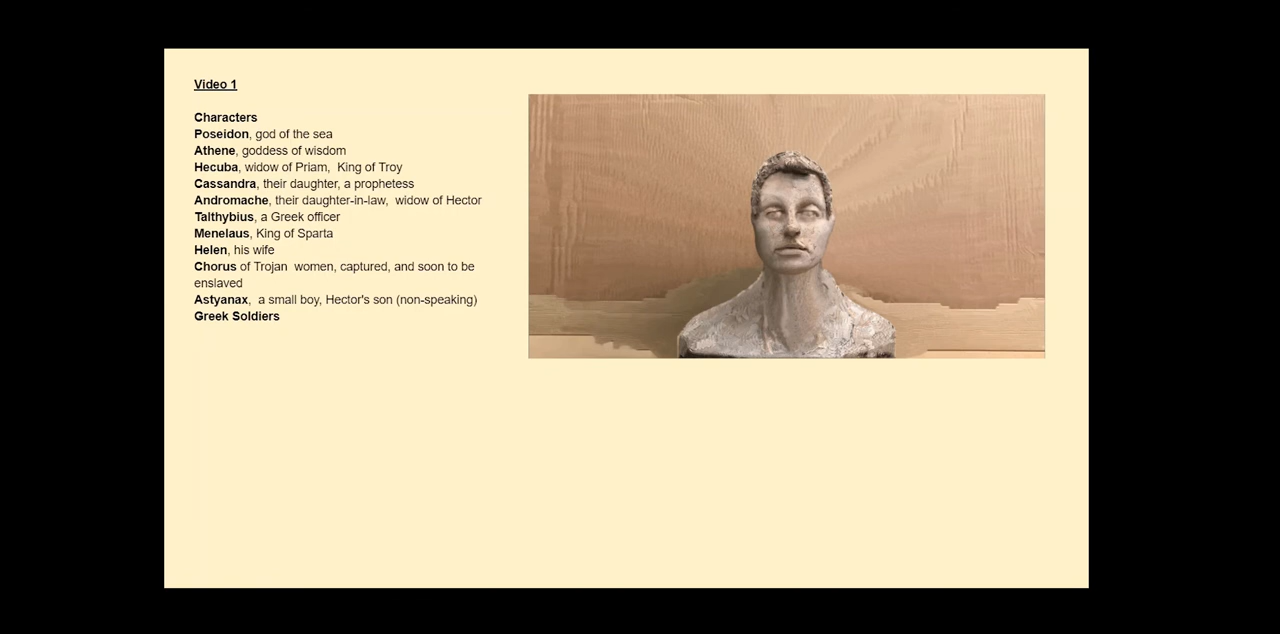 Video 1
Characters
Poseidon, god of the sea
Athene, goddess of wisdom
Hecuba, widow of Priam,  King of Troy
Cassandra, their daughter, a prophetess
Andromache, their daughter-in-law,  widow of Hector
Talthybius, a Greek officer
Menelaus, King of Sparta
Helen, his wife
Chorus of Trojan  women, captured, and soon to be
enslaved
Astyanax,  a small boy, Hector's son (non-speaking)
Greek Soldiers